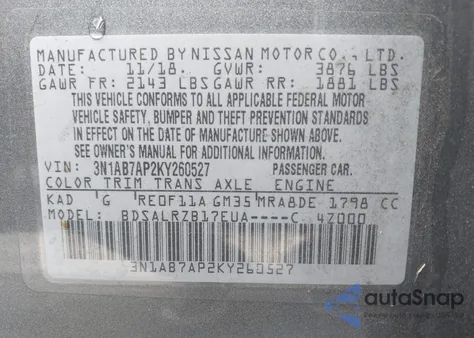 MANUFACTURED BY NISSAN MOTOR CO., LTD.
DATE: 11/18. GVWR: 3876 LBS
GAWR FR: 2143 LBS GAWR RR: 1881 LBS
THIS VEHICLE CONFORMS TO ALL APPLICABLE FEDERAL MOTOR
VEHICLE SAFETY, BUMPER AND THEFT PREVENTION STANDARDS
IN EFFECT ON THE DATE OF MANUFACTURE SHOWN ABOVE.
SEE OWNER'S MANUAL FOR ADDITIONAL INFORMATION.
VIN: 3N1AB7AP2KY260527 PASSENGER CAR.
COLOR TRIM TRANS AXLE ENGINE
KAD G RE0F11A GM35 MRA8DE 1798 CC
MODEL: BDSALRZB17EUA----C 4Z000
3N1AB7AP2KY260527
autoSnap